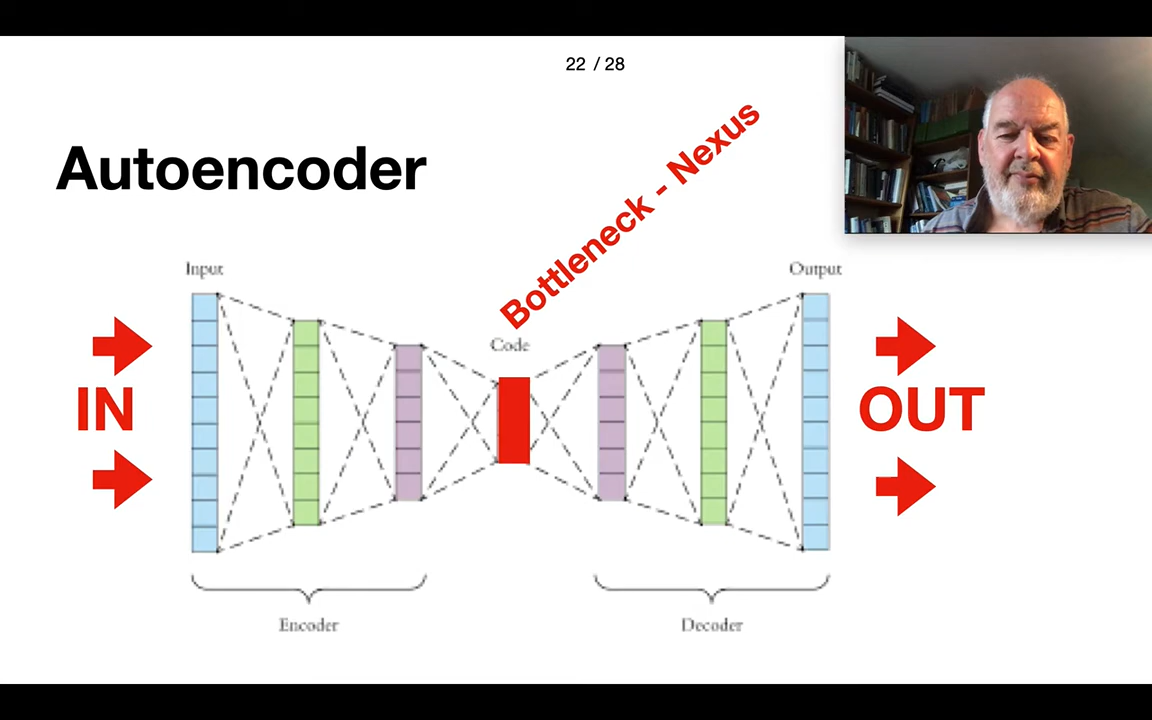 22 / 28
Autoencoder
Bottleneck - Nexus
Input
Output
Code
IN
OUT
Encoder
Decoder